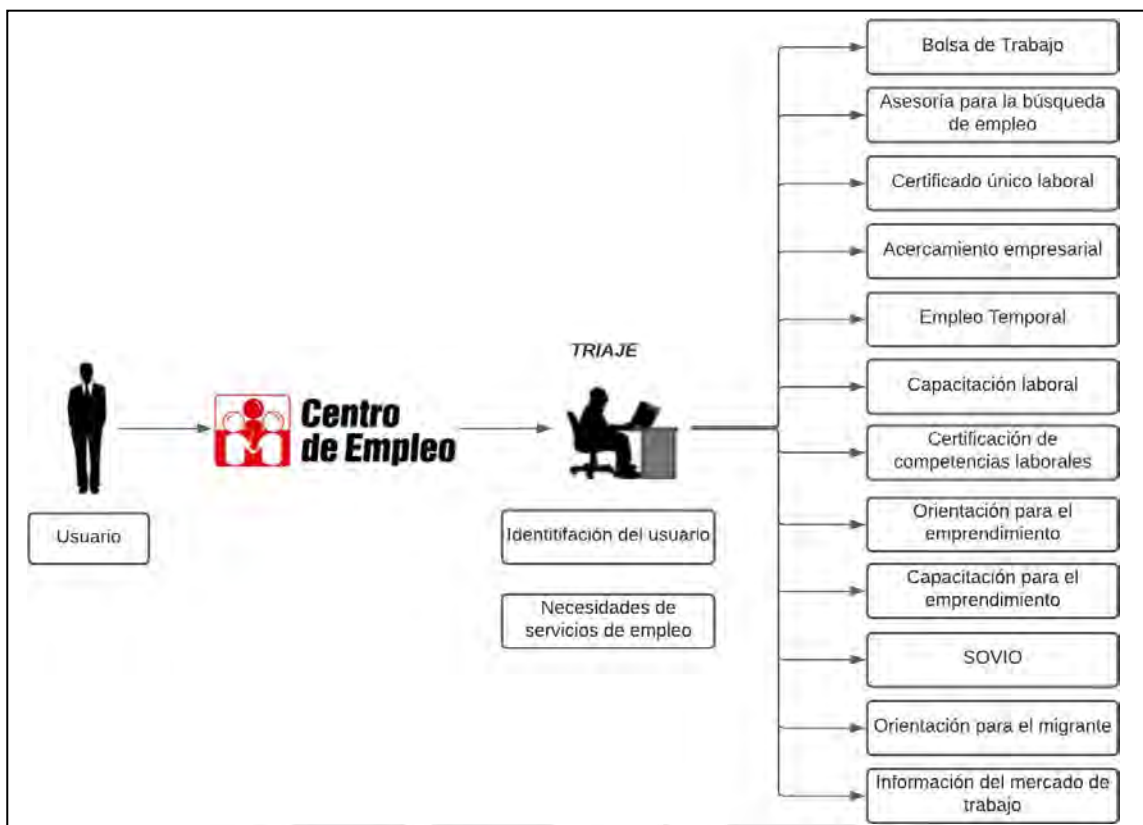 Usuario
Centro
de Empleo
TRIAJE
Identitifación del usuario
Necesidades de
servicios de empleo
Bolsa de Trabajo
Asesoría para la búsqueda
de empleo
Certificado único laboral
Acercamiento empresarial
Empleo Temporal
Capacitación laboral
Certificación de
competencias laborales
Orientación para el
emprendimiento
Capacitación para el
emprendimiento
SOVIO
Orientación para el migrante
Información del mercado de
trabajo